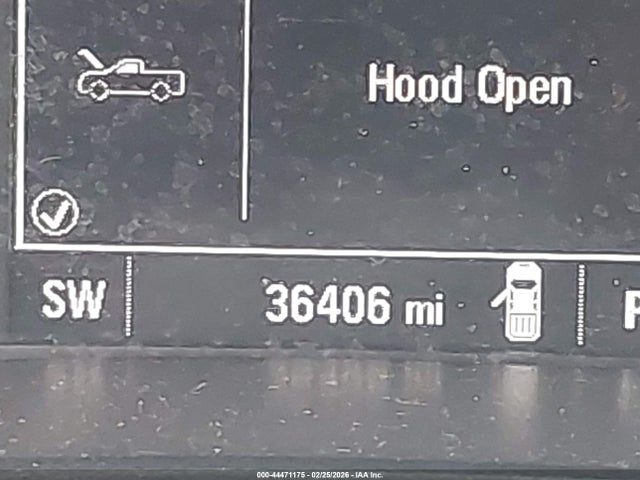 Hood Open
SW
36406 mi
P
000-44471175 - 02/25/2026 - IAA Inc.